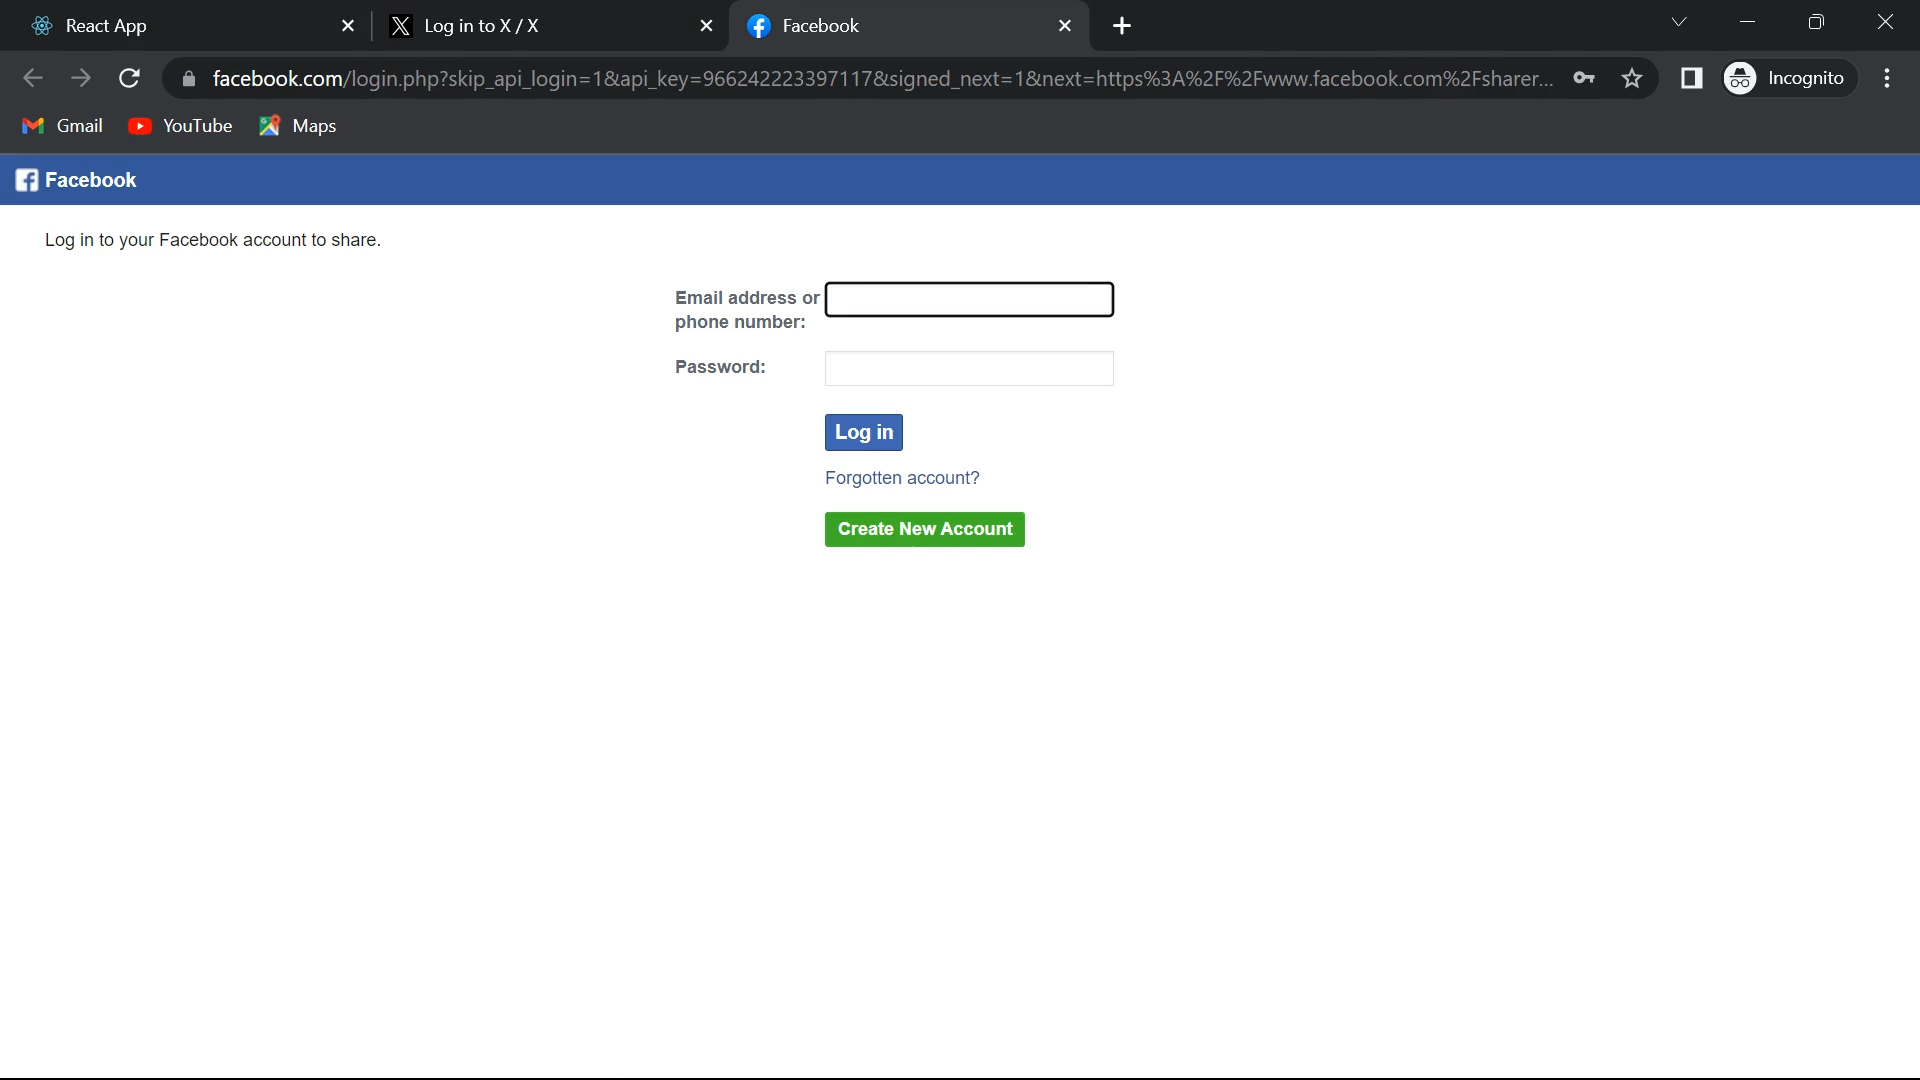 React App
Log in to X / X
Facebook
facebook.com/login.php?skip_api_login=1&api_key=966242223397117&signed_next=1&next=https%3A%2F%2Fwww.facebook.com%2Fsharer...
Incognito
Gmail
YouTube
Maps
Facebook
Log in to your Facebook account to share.
Email address or
phone number:
Password:
Log in
Forgotten account?
Create New Account